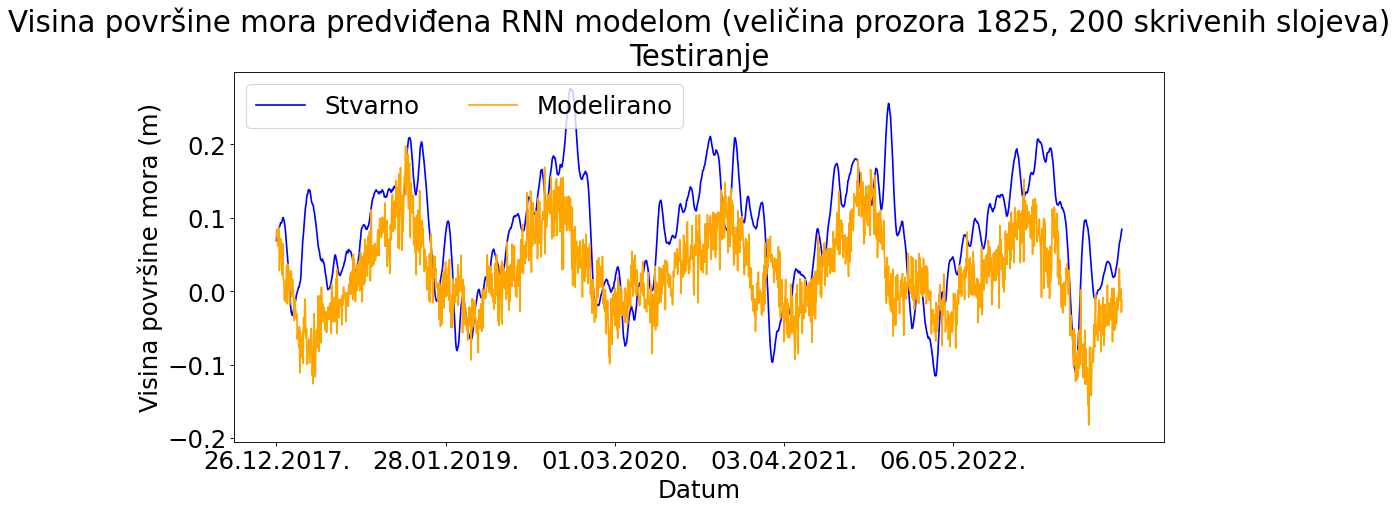 Visina površine mora predviđena RNN modelom (veličina prozora 1825, 200 skrivenih slojeva)
Testiranje
Stvarno
Modelirano
Visina površine mora (m)
0.2
0.1
0.0
−0.1
−0.2
26.12.2017.
28.01.2019.
01.03.2020.
03.04.2021.
06.05.2022.
Datum